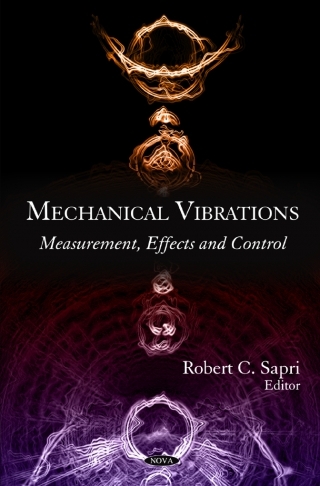 MECHANICAL VIBRATIONS
Measurement, Effects and Control
Robert C. Sapri
Editor
NOVA